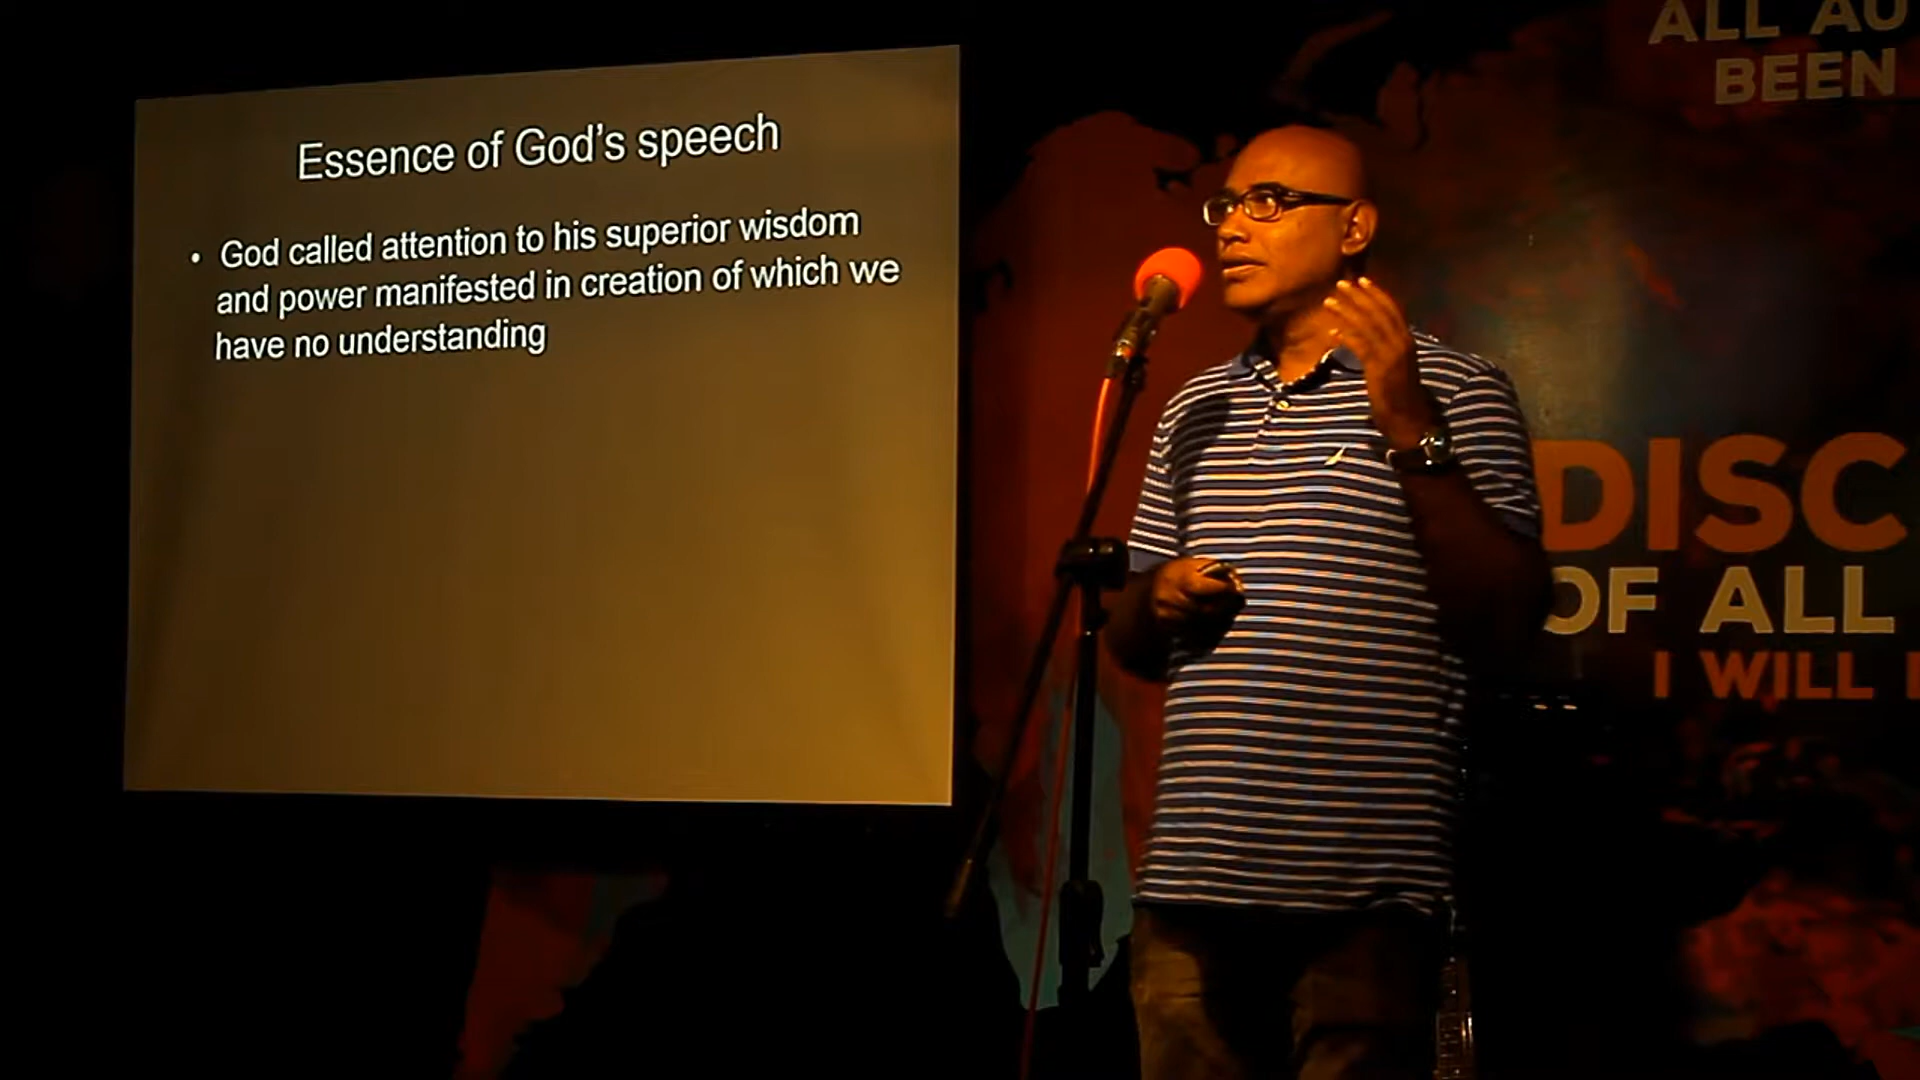 Essence of God's speech
• God called attention to his superior wisdom
and power manifested in creation of which we
have no understanding
ALL AU
BEEN
DISC
OF ALL
I WILL